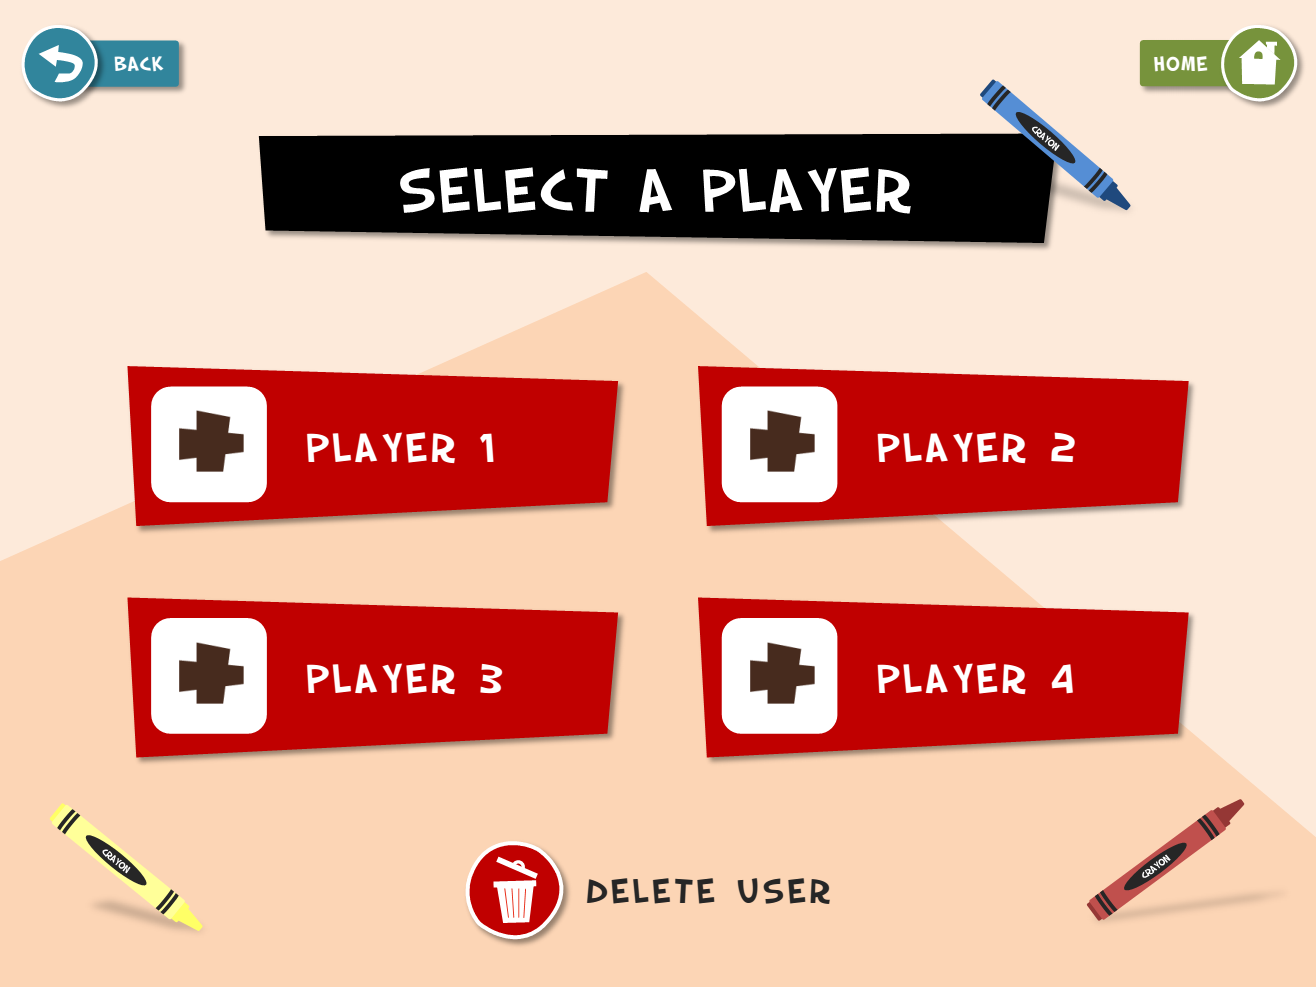 BACK
HOME
CRAYON
SELECT A PLAYER
PLAYER 1
PLAYER 2
PLAYER 3
PLAYER 4
CRAYON
CRAYON
DELETE USER